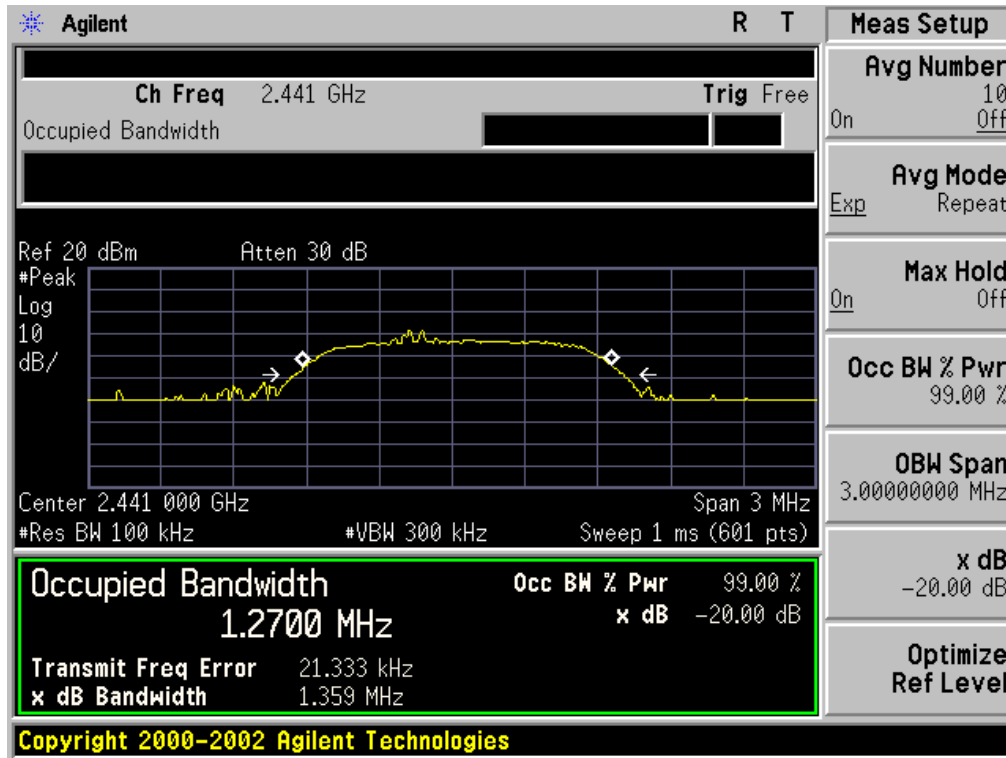 Agilent R T
Ch Freq 2.441 GHz Trig Free
Occupied Bandwidth
Ref 20 dBm Atten 30 dB
#Peak
Log
10
dB/
Center 2.441 000 GHz Span 3 MHz
#Res BW 100 kHz #VBW 300 kHz Sweep 1 ms (601 pts)
Occupied Bandwidth Occ BW % Pwr 99.00 %
1.2700 MHz x dB -20.00 dB
Transmit Freq Error 21.333 kHz
x dB Bandwidth 1.359 MHz
Copyright 2000-2002 Agilent Technologies
Meas Setup
Avg Number
10
On Off
Avg Mode
Exp Repeat
Max Hold
On Off
Occ BW % Pwr
99.00 %
OBW Span
3.00000000 MHz
x dB
-20.00 dB
Optimize
Ref Level